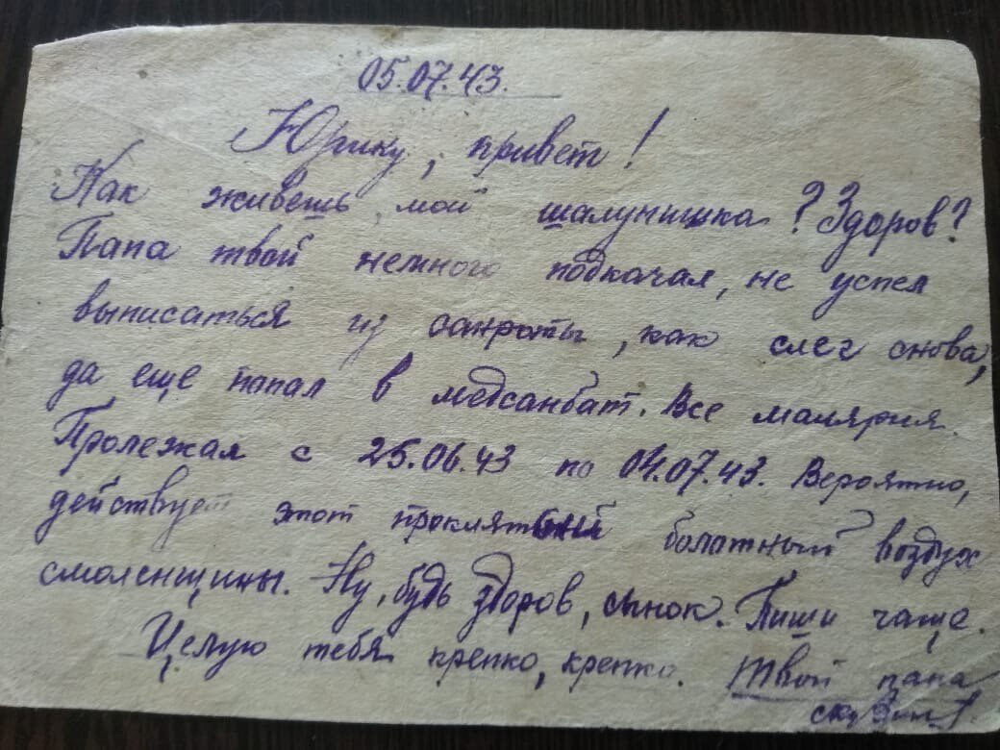 05.07.43.
Юрику, привет!
Как живешь, мой шалунишка? Здоров?
Папа твой немного подкачал, не успел
выписаться из санроты, как слег снова,
да еще попал в медсанбат. Все малярия.
Пролежал с 25.06.43 по 04.07.43. Вероятно,
действует этот проклятый болотный воздух
смоленщины. Ну, будь здоров, сынок. Пиши чаще.
Целую тебя крепко, крепко. Твой папа